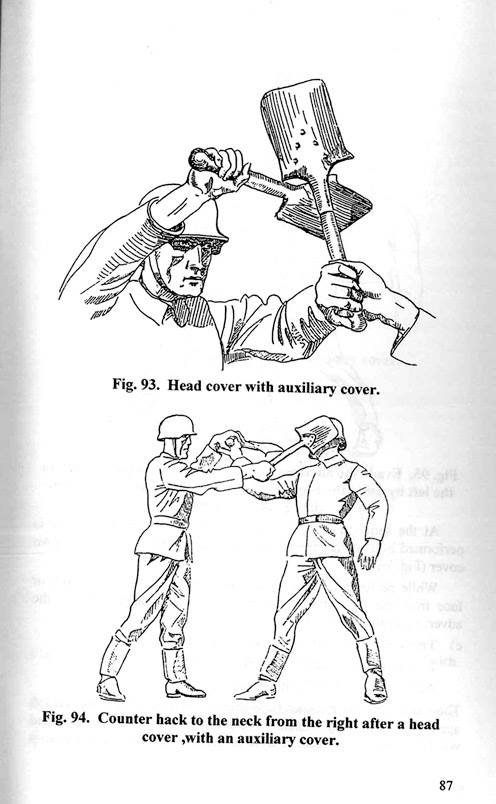 Fig. 93. Head cover with auxiliary cover.
Fig. 94. Counter hack to the neck from the right after a head
cover ,with an auxiliary cover.
87